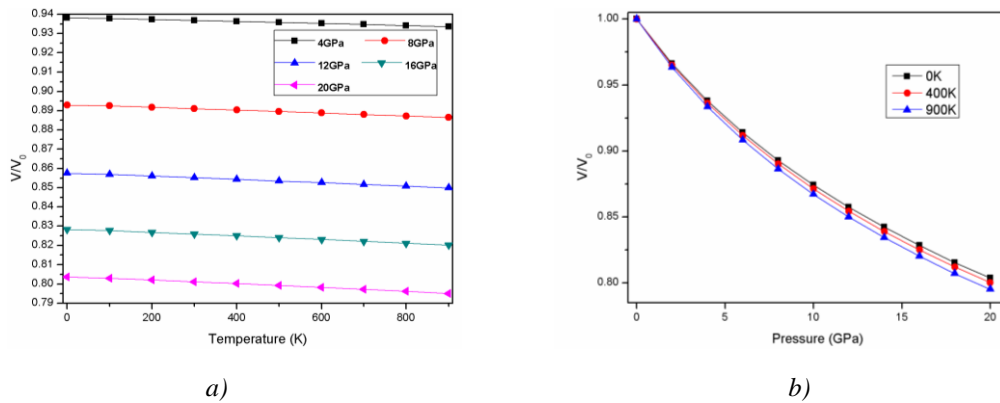 0.94
0.93
0.92
0.91
0.90
0.89
0.88
0.87
0.86
0.85
0.84
0.83
0.82
0.81
0.80
0.79
V/V0
4GPa 8GPa
12GPa 16GPa
20GPa
0 200 400 600 800
Temperature (K)
a)
1.00
0.95
0.90
0.85
0.80
V/V0
0K
400K
900K
0 5 10 15 20
Pressure (GPa)
b)